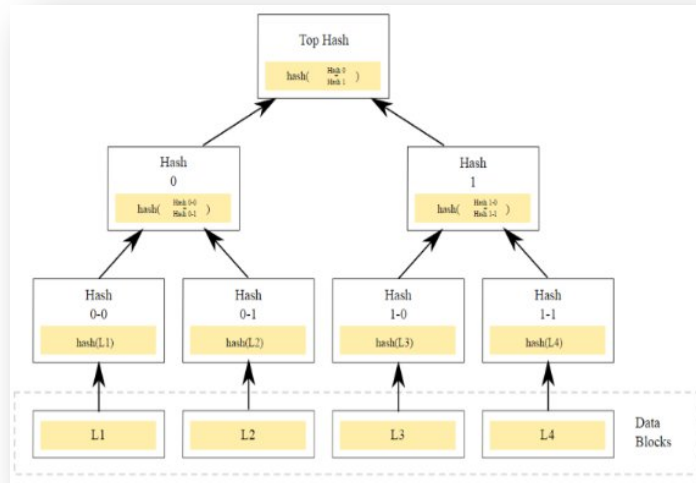 Top Hash
hash( Hash 0
+
Hash 1 )
Hash
0
hash( Hash 0-0
+
Hash 0-1 )
Hash
1
hash( Hash 1-0
+
Hash 1-1 )
Hash
0-0
hash(L1)
Hash
0-1
hash(L2)
Hash
1-0
hash(L3)
Hash
1-1
hash(L4)
L1
L2
L3
L4
Data
Blocks